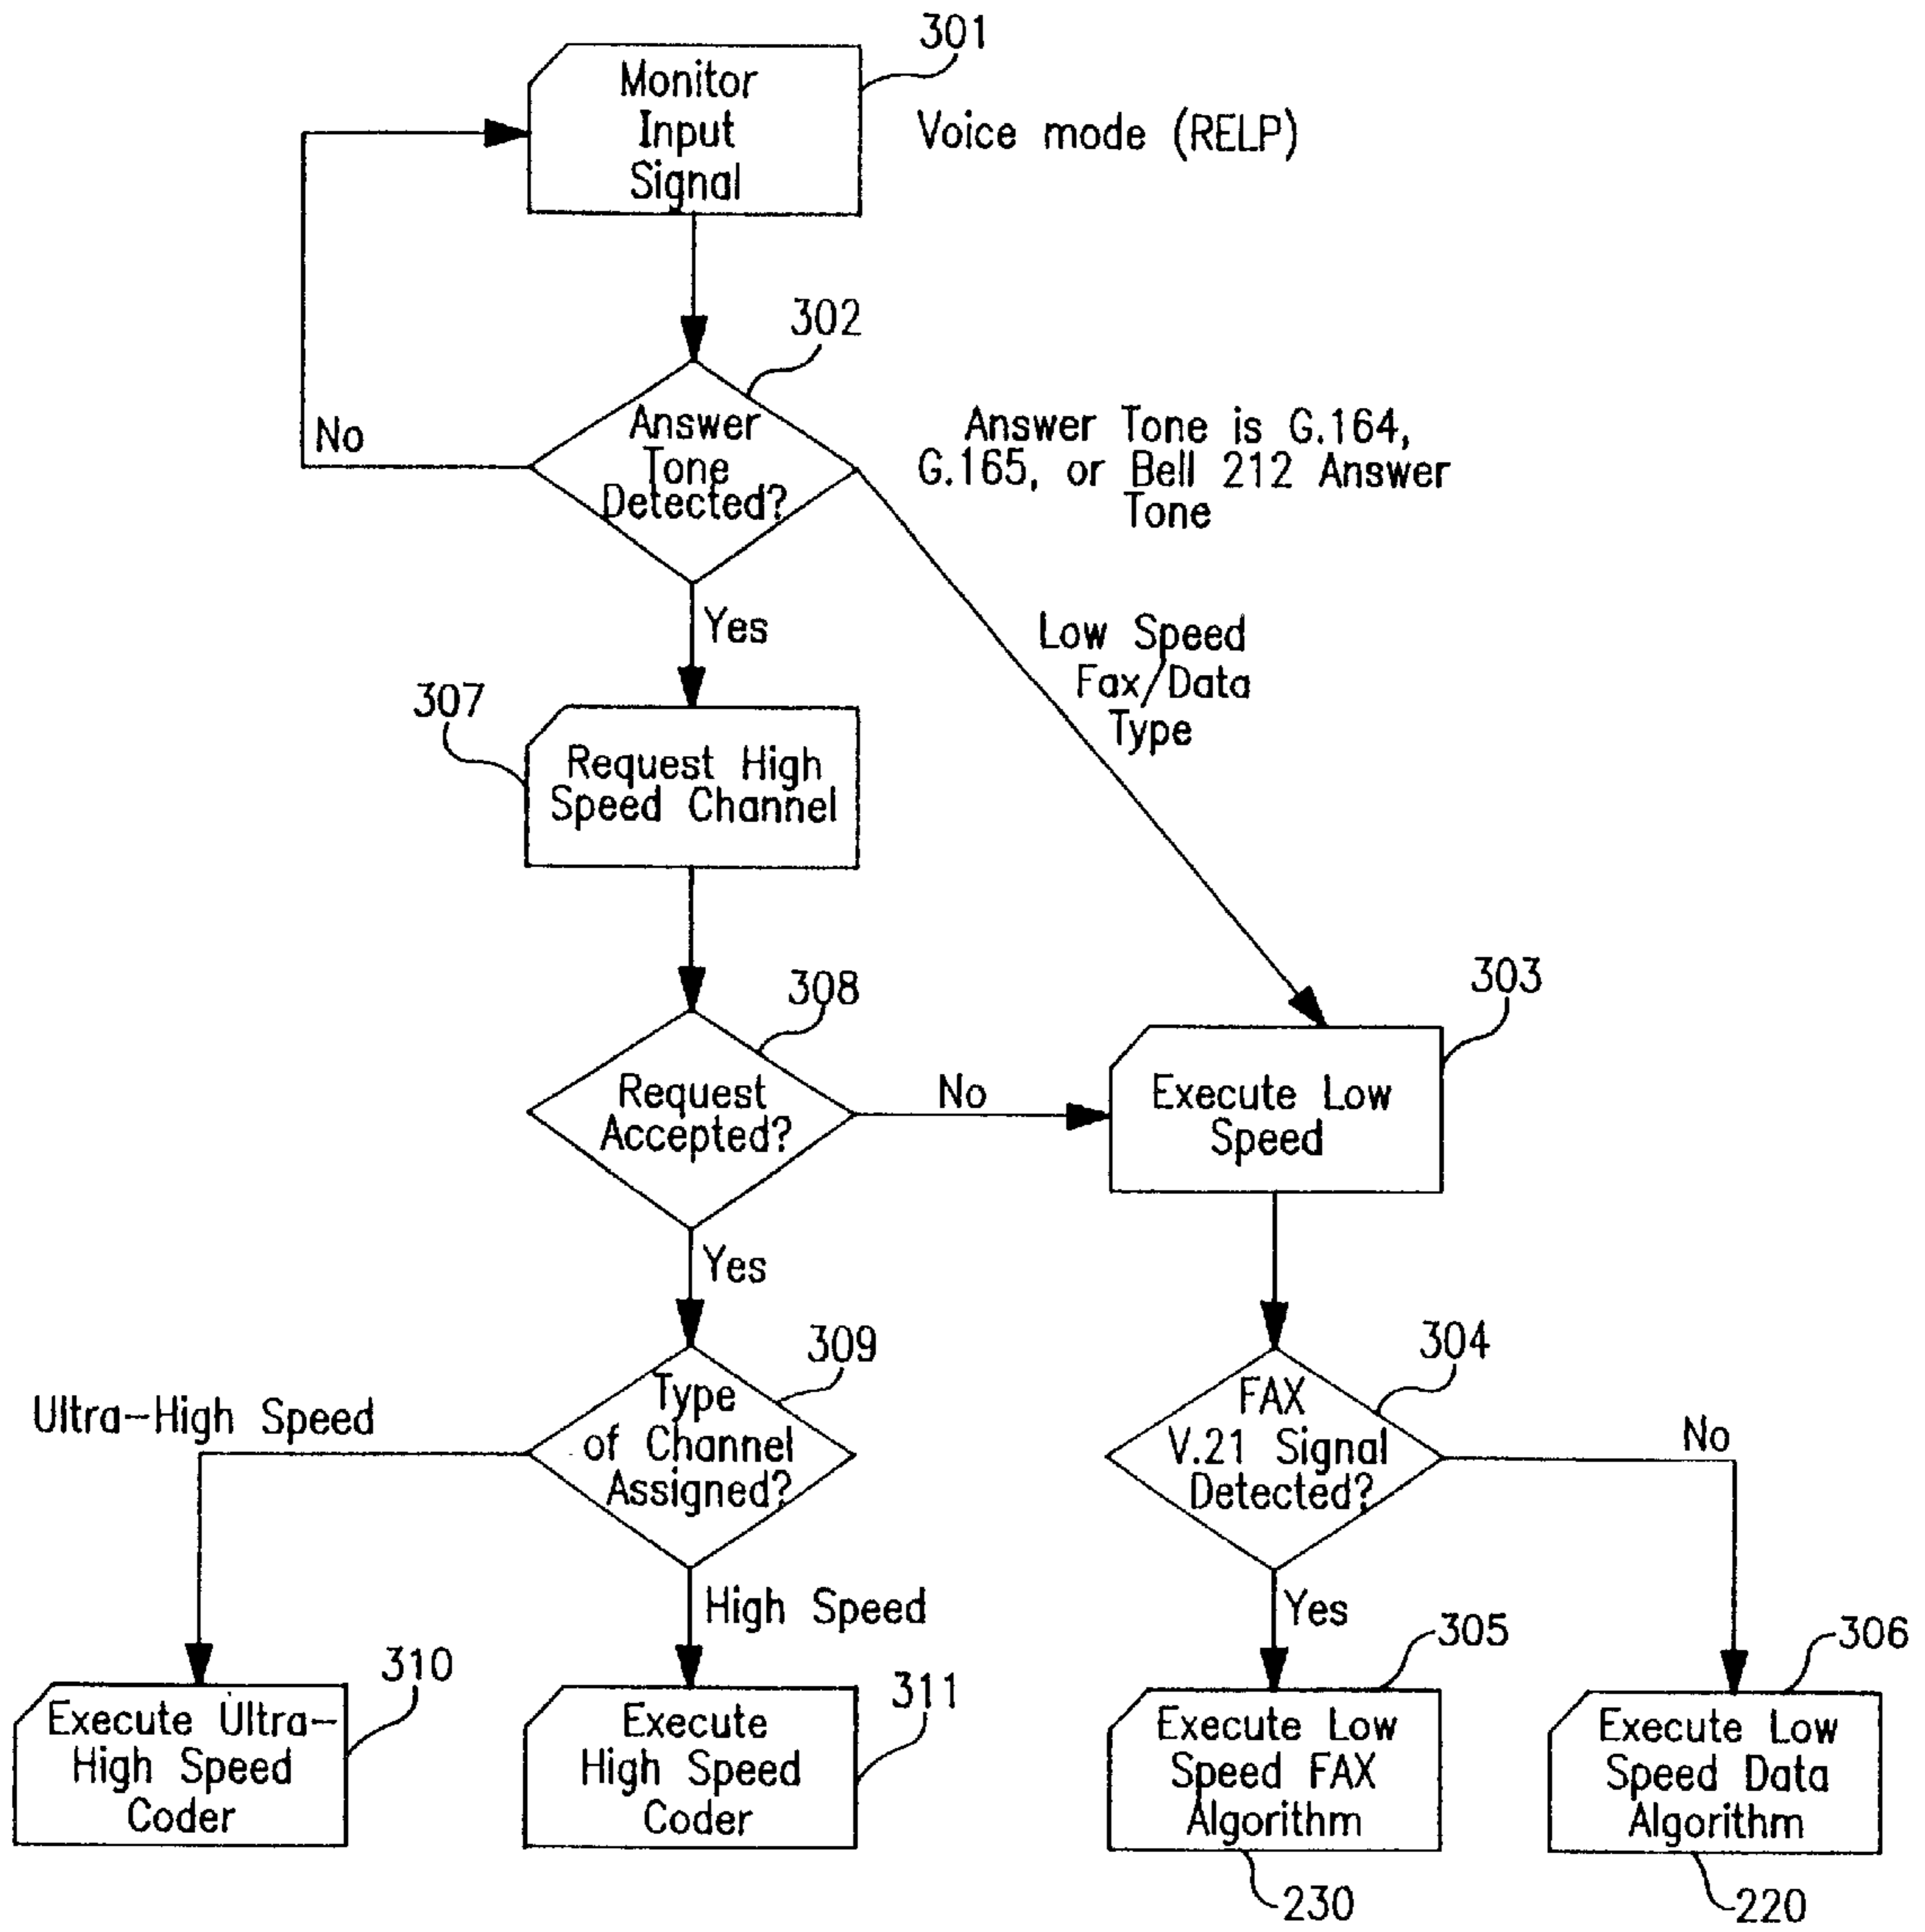 301
Monitor
Input
Signal
Voice mode (RELP)
302
Answer
Tone
Detected?
No
Answer Tone is G.164,
G.165, or Bell 212 Answer
Tone
Yes
Low Speed
Fax/Data
Type
307
Request High
Speed Channel
308
Request
Accepted?
No
303
Execute Low
Speed
Yes
309
Type
of Channel
Assigned?
Ultra-High Speed
304
FAX
V.21 Signal
Detected?
No
High Speed
Yes
310
Execute Ultra-
High Speed
Coder
311
Execute
High Speed
Coder
305
Execute Low
Speed FAX
Algorithm
230
306
Execute Low
Speed Data
Algorithm
220